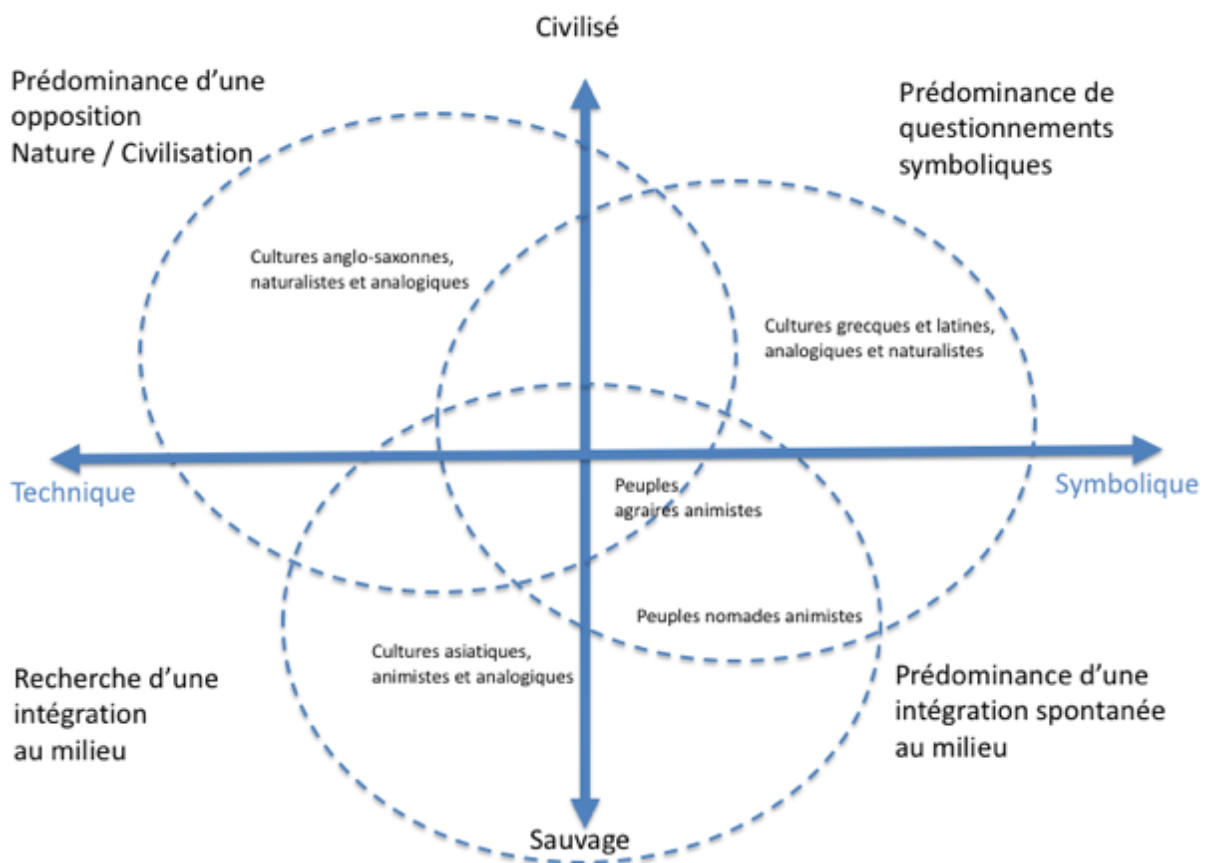 Civilisé
Prédominance d’une
opposition
Nature / Civilisation
Prédominance de
questionnements
symboliques
Cultures anglo-saxonnes,
naturalistes et analogiques
Cultures grecques et latines,
analogiques et naturalistes
Technique
Symbolique
Peuples
agraires animistes
Peuples nomades animistes
Cultures asiatiques,
animistes et analogiques
Recherche d’une
intégration
au milieu
Prédominance d’une
intégration spontanée
au milieu
Sauvage